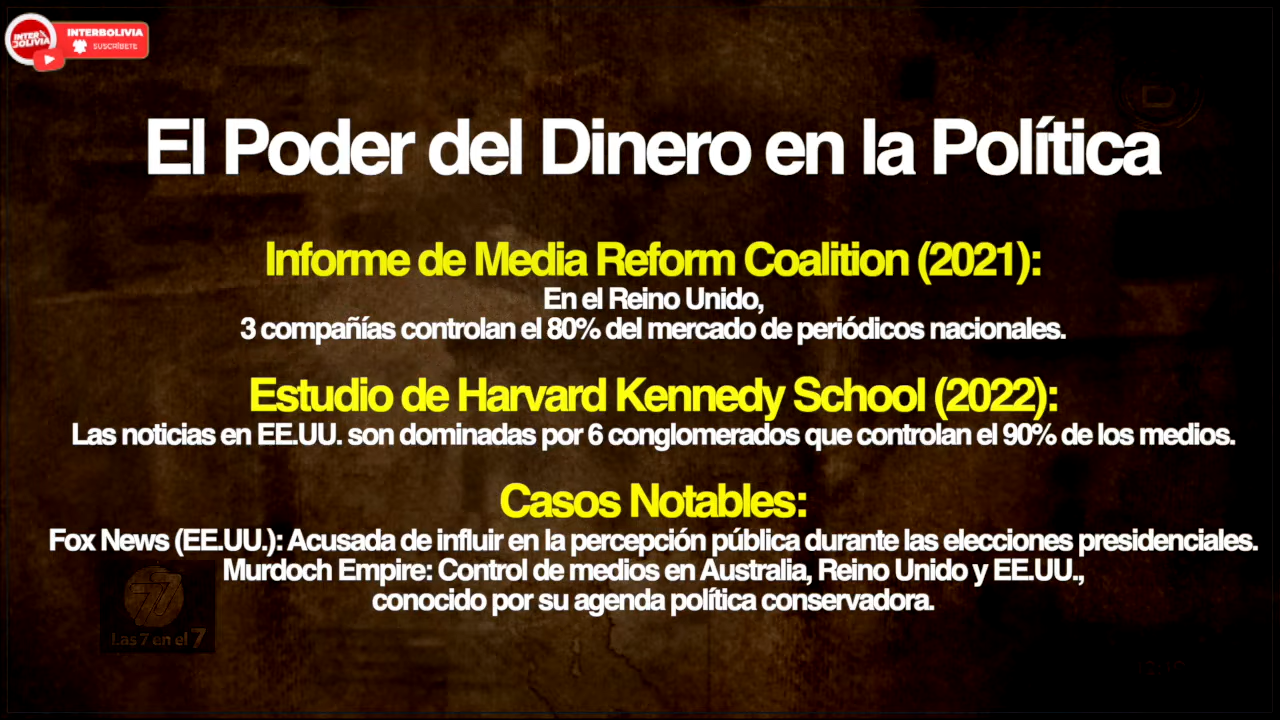 INTER
BOLIVIA
INTERBOLIVIA
SUSCRÍBETE
El Poder del Dinero en la Política
Informe de Media Reform Coalition (2021):
En el Reino Unido,
3 compañías controlan el 80% del mercado de periódicos nacionales.
Estudio de Harvard Kennedy School (2022):
Las noticias en EE.UU. son dominadas por 6 conglomerados que controlan el 90% de los medios.
Casos Notables:
Fox News (EE.UU.): Acusada de influir en la percepción pública durante las elecciones presidenciales.
Murdoch Empire: Control de medios en Australia, Reino Unido y EE.UU.,
conocido por su agenda política conservadora.
77
Las 7 en el 7